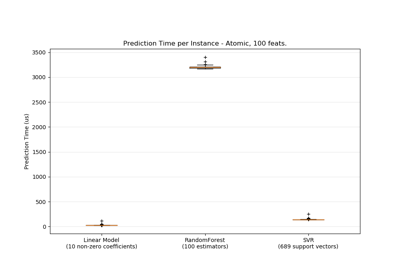 Prediction Time per Instance - Atomic, 100 feats.
3500
3000
2500
2000
1500
1000
500
0
Prediction Time (us)
Linear Model
(10 non-zero coefficients)
RandomForest
(100 estimators)
SVR
(689 support vectors)